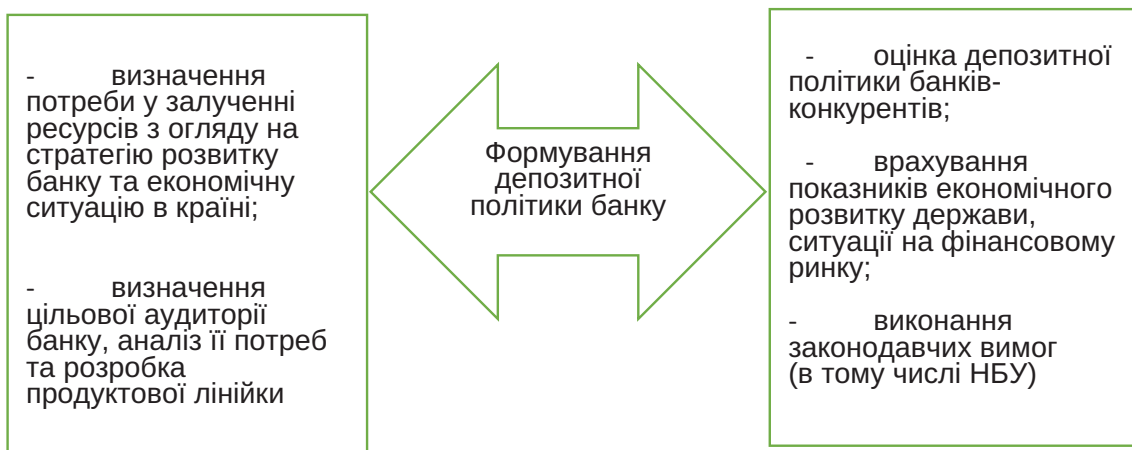 - визначення
потреби у залученні
ресурсів з огляду на
стратегію розвитку
банку та економічну
ситуацію в країні;
- визначення
цільової аудиторії
банку, аналіз її потреб
та розробка
продуктової лінійки
Формування
депозитної
політики банку
- оцінка депозитної
політики банків-
конкурентів;
- врахування
показників економічного
розвитку держави,
ситуації на фінансовому
ринку;
- виконання
законодавчих вимог
(в тому числі НБУ)